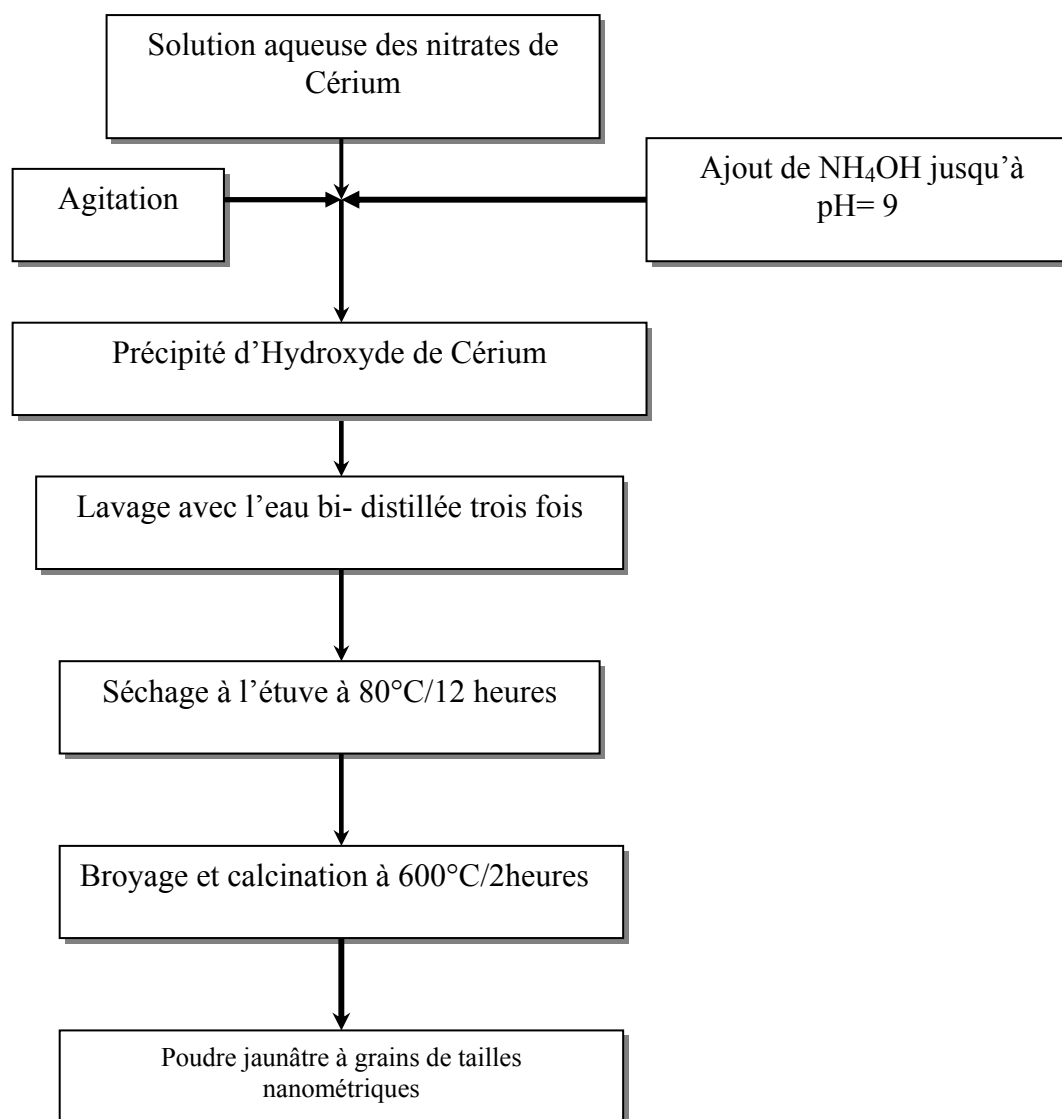 Solution aqueuse des nitrates de
Cérium
Agitation
Ajout de NH₄OH jusqu’à
pH= 9
Précipité d’Hydroxyde de Cérium
Lavage avec l’eau bi- distillée trois fois
Séchage à l’étuve à 80°C/12 heures
Broyage et calcination à 600°C/2heures
Poudre jaunâtre à grains de tailles
nanométriques